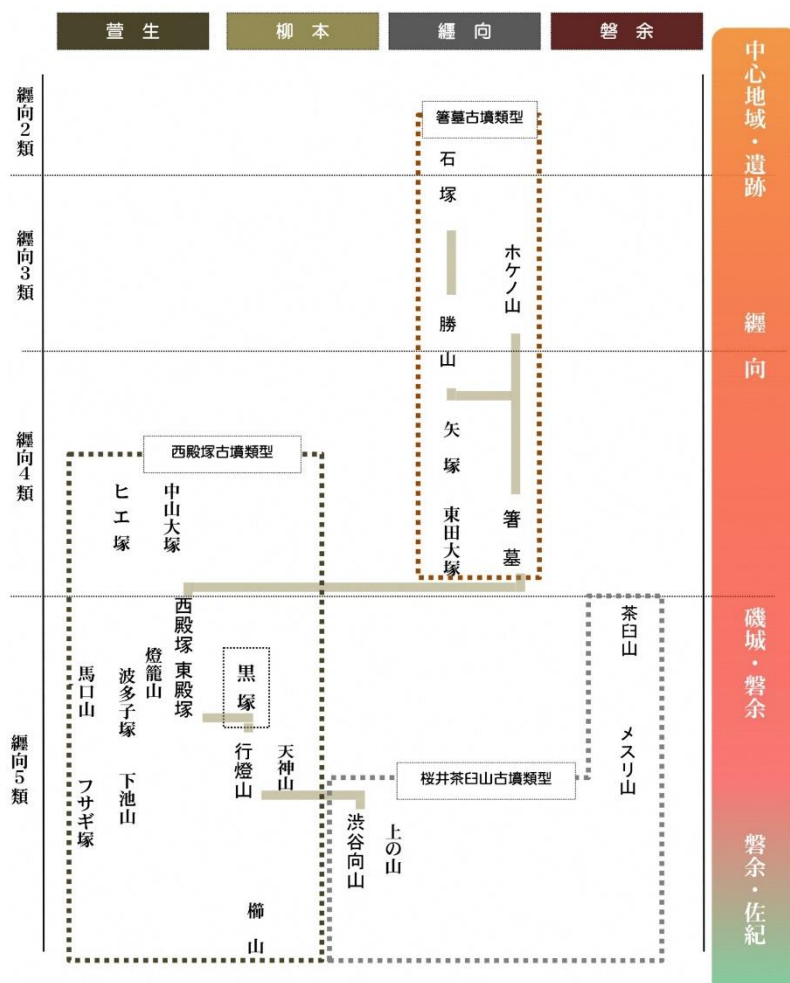 萱生
柳本
纒向
磐余
中心地域・遺跡
纒向
磯城・磐余
磐余・佐紀
纒向2類
纒向3類
纒向4類
纒向5類
箸墓古墳類型
石塚
ホケノ山
勝山
矢塚
東田大塚
箸墓
西殿塚古墳類型
ヒエ塚
中山大塚
西殿塚
東殿塚
燈籠山
波多子塚
馬口山
黒塚
行燈山
天神山
下池山
フサギ塚
櫛山
桜井茶臼山古墳類型
茶臼山
メスリ山
渋谷向山
上の山